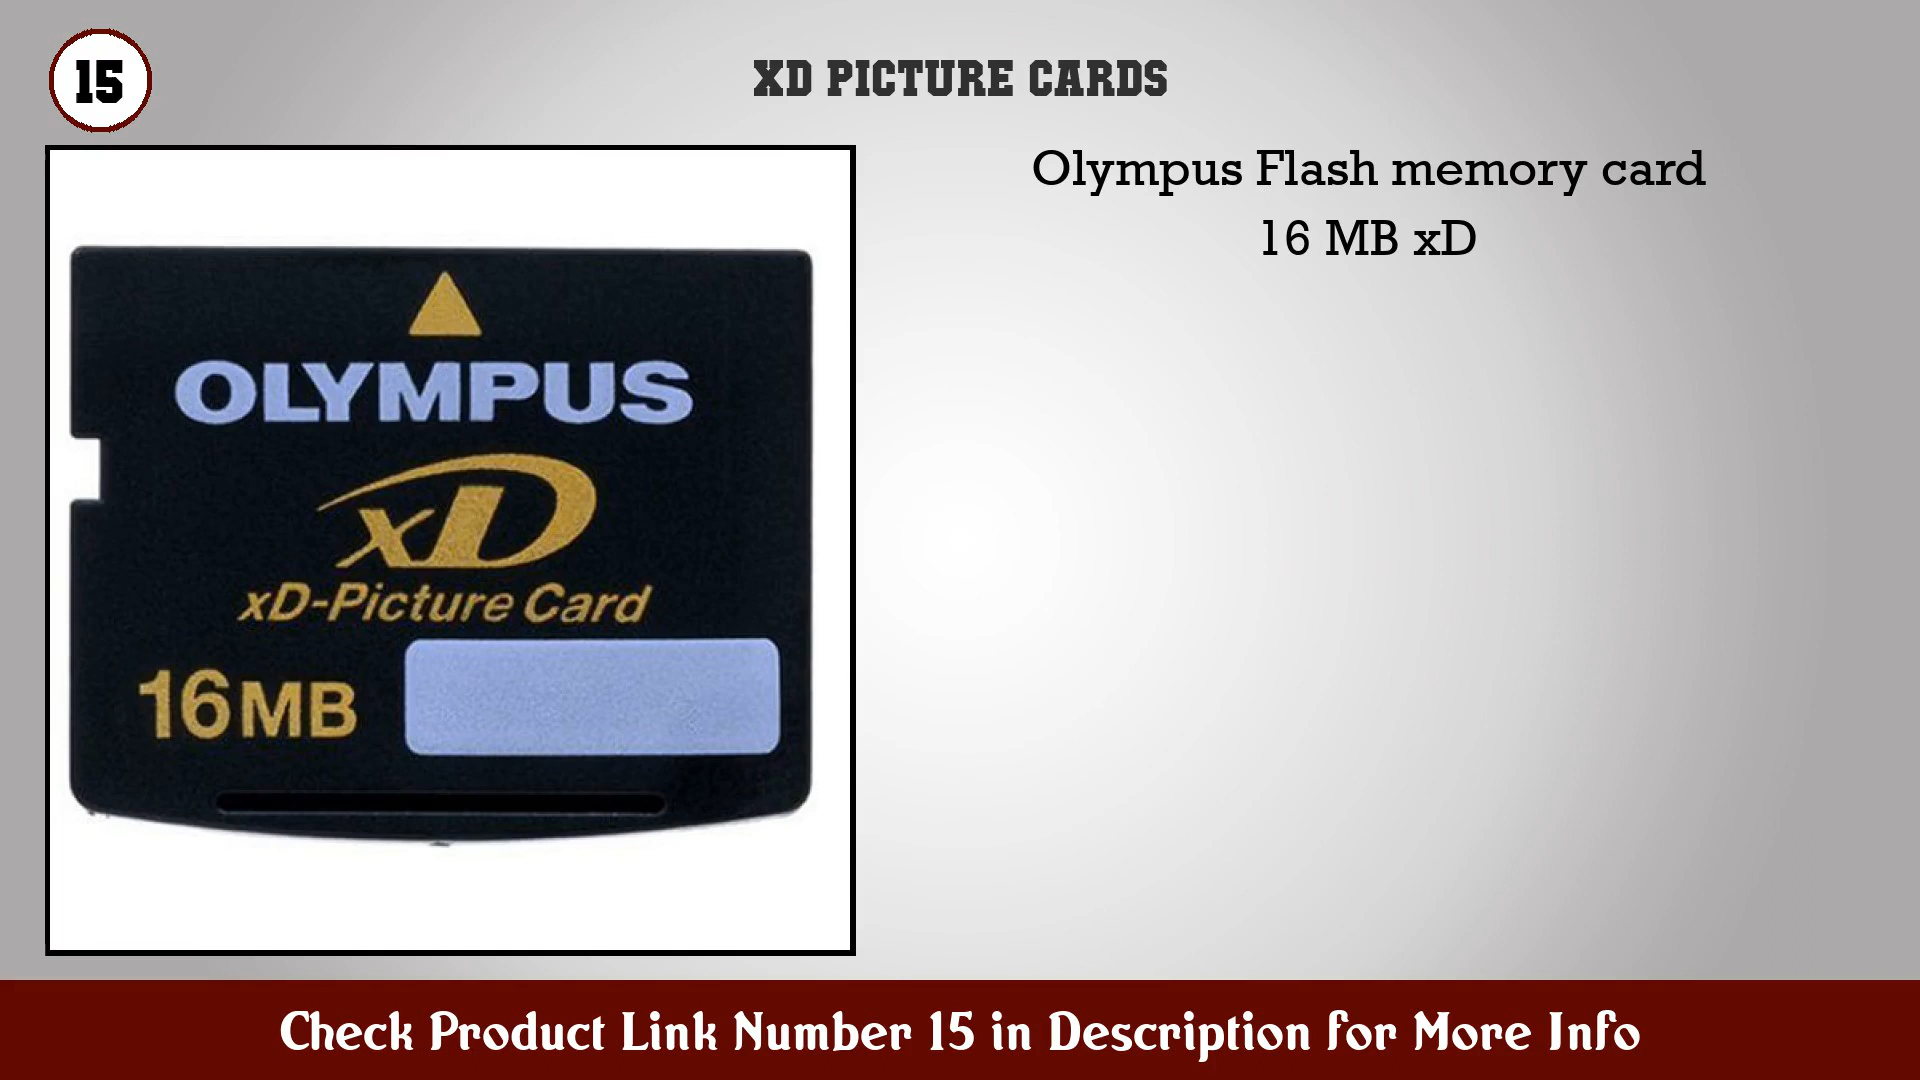 15
XD PICTURE CARDS
Olympus Flash memory card
16 MB xD
OLYMPUS
xD
xD-Picture Card
16MB
Check Product Link Number 15 in Description for More Info